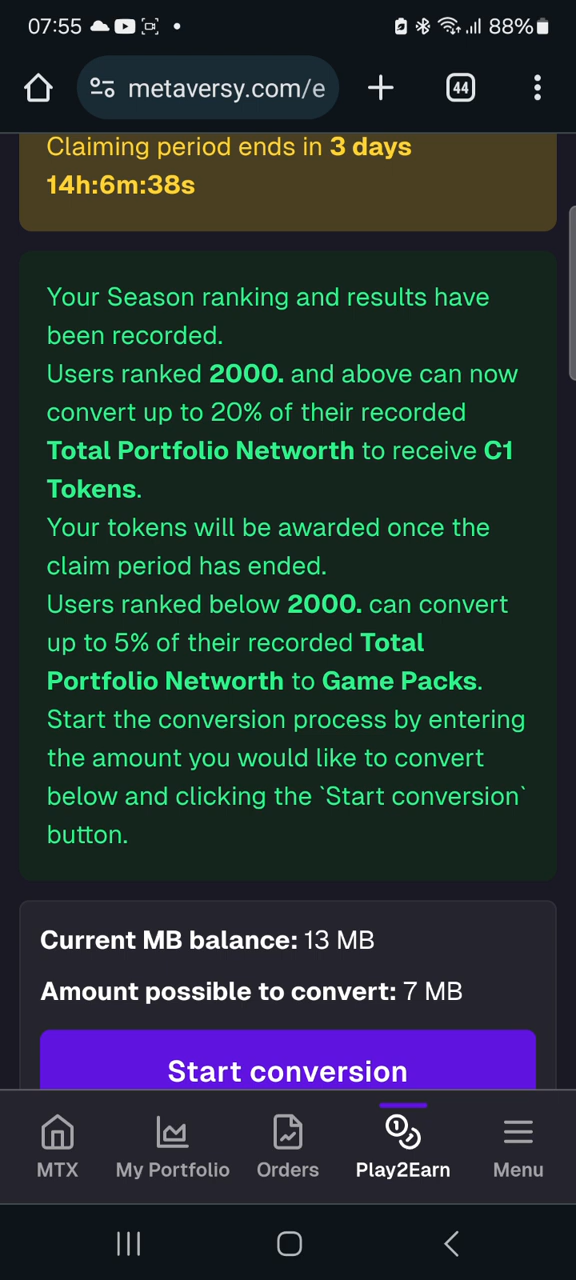 07:55 88%
metaversy.com/e 44
Claiming period ends in 3 days
14h:6m:38s
Your Season ranking and results have
been recorded.
Users ranked 2000. and above can now
convert up to 20% of their recorded
Total Portfolio Networth to receive C1
Tokens.
Your tokens will be awarded once the
claim period has ended.
Users ranked below 2000. can convert
up to 5% of their recorded Total
Portfolio Networth to Game Packs.
Start the conversion process by entering
the amount you would like to convert
below and clicking the `Start conversion`
button.
Current MB balance: 13 MB
Amount possible to convert: 7 MB
Start conversion
MTX My Portfolio Orders Play2Earn Menu